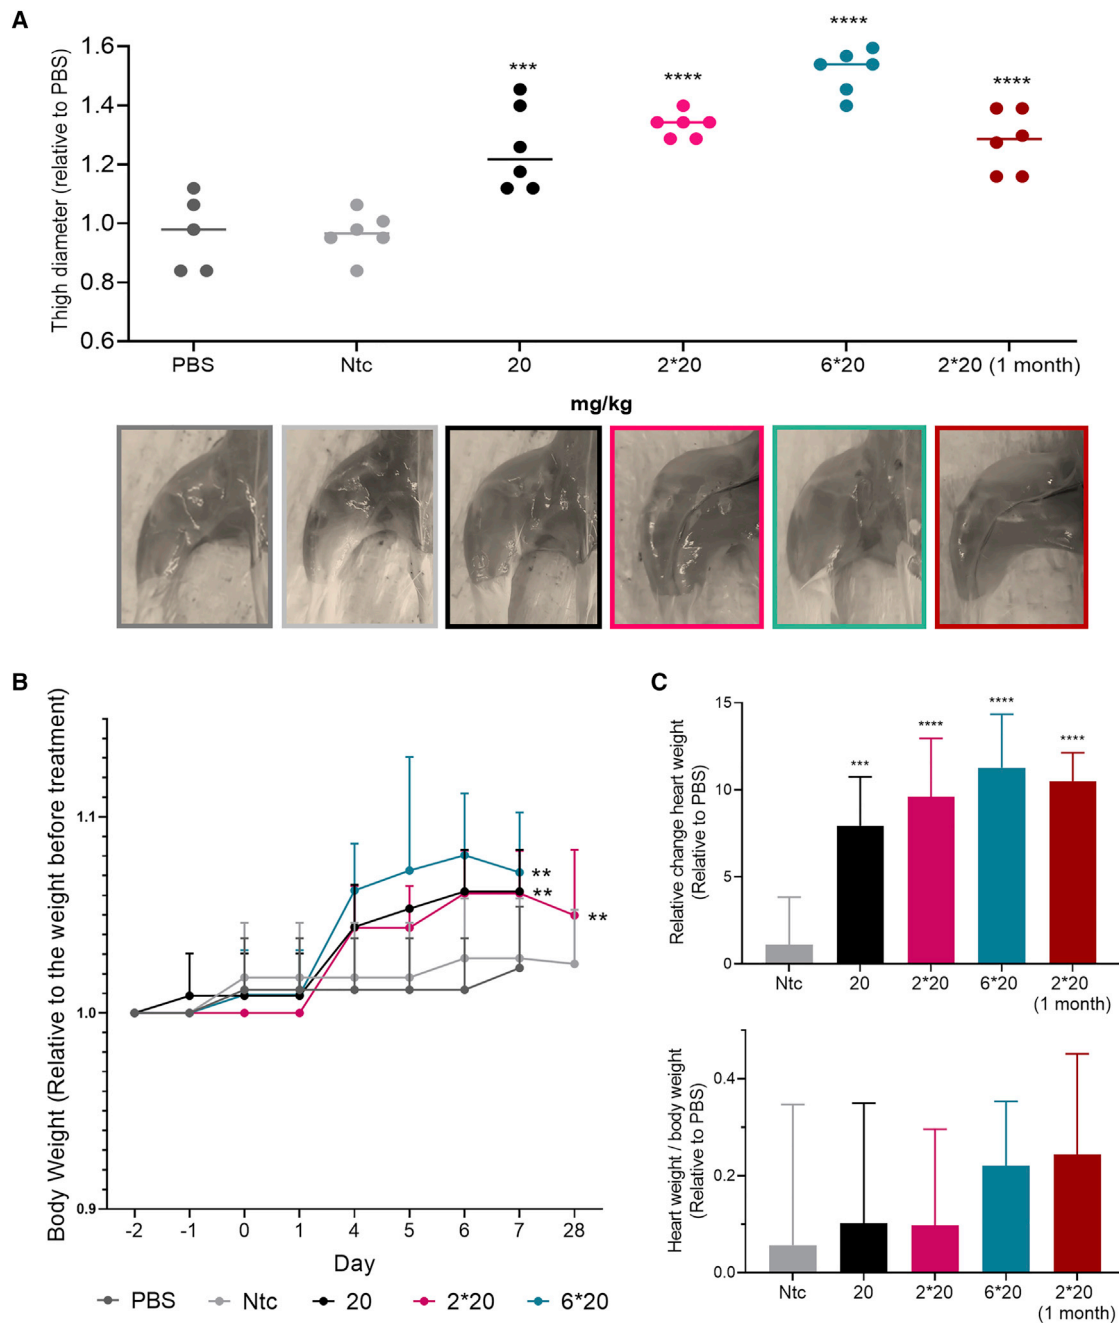 A
Thigh diameter (relative to PBS)
1.6
1.4
1.2
1.0
0.8
0.6
***
****
****
****
PBS
Ntc
20
2*20
6*20
2*20 (1 month)
mg/kg
B
Body Weight (Relative to the weight before treatment)
1.1
1.0
0.9
**
**
**
-2
-1
0
1
4
5
6
7
28
Day
PBS
Ntc
20
2*20
6*20
C
Relative change heart weight
(Relative to PBS)
15
10
5
0
***
****
****
****
Ntc
20
2*20
6*20
2*20
(1 month)
Heart weight / body weight
(Relative to PBS)
0.4
0.2
0.0
Ntc
20
2*20
6*20
2*20
(1 month)